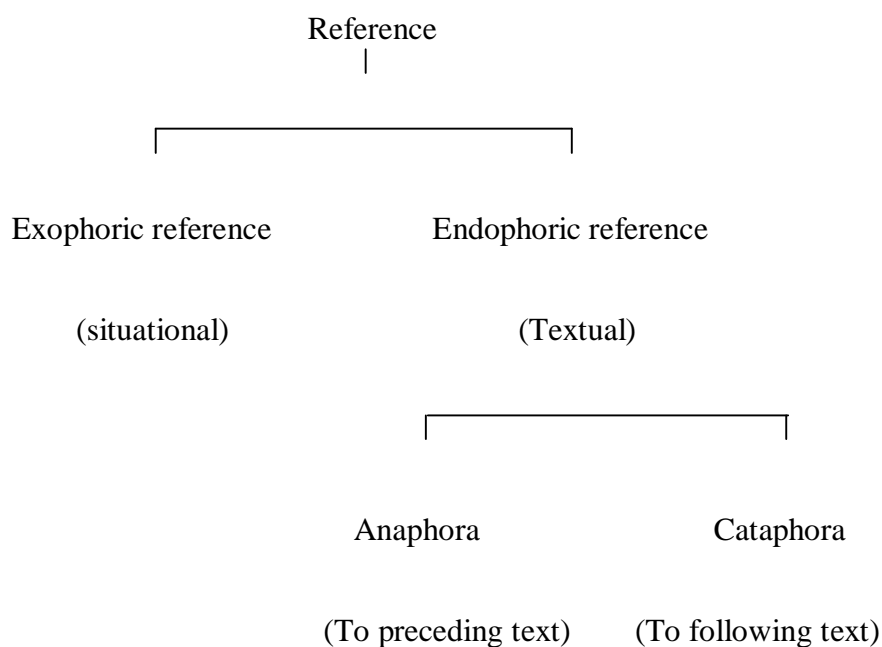 Reference
Exophoric reference Endophoric reference
(situational) (Textual)
Anaphora Cataphora
(To preceding text) (To following text)